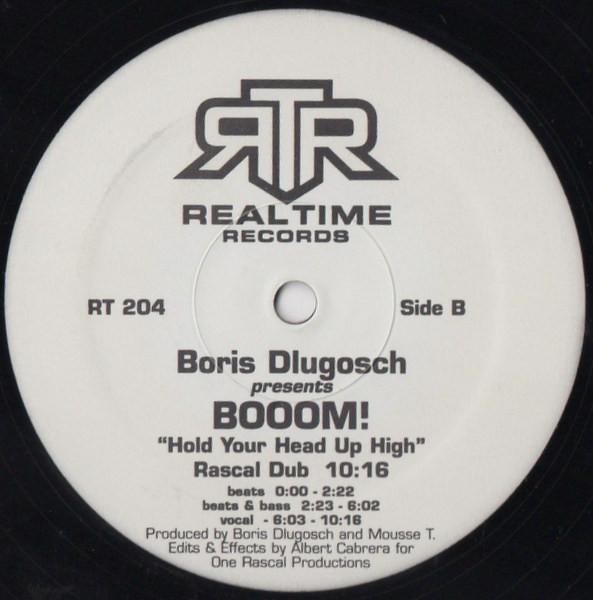 RTR
REALTIME
RECORDS
RT 204
Side B
Boris Dlugosch
presents
BOOOM!
“Hold Your Head Up High”
Rascal Dub 10:16
beats 0:00 - 2:22
beats & bass 2:23 - 6:02
vocal - 6:03 - 10:16
Produced by Boris Dlugosch and Mousse T.
Edits & Effects by Albert Cabrera for
One Rascal Productions